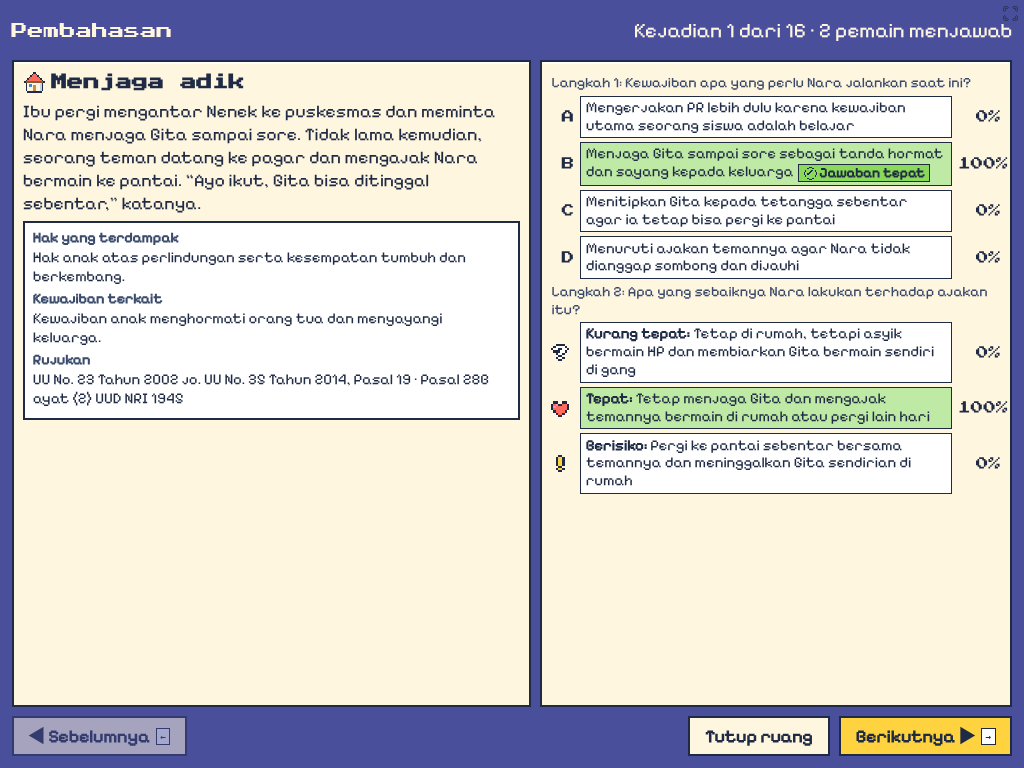 Pembahasan
Kejadian 1 dari 16 · 2 pemain menjawab
Menjaga adik
Ibu pergi mengantar Nenek ke puskesmas dan meminta
Nara menjaga Gita sampai sore. Tidak lama kemudian,
seorang teman datang ke pagar dan mengajak Nara
bermain ke pantai. "Ayo ikut, Gita bisa ditinggal
sebentar," katanya.
Hak yang terdampak
Hak anak atas perlindungan serta kesempatan tumbuh dan
berkembang.
Kewajiban terkait
Kewajiban anak menghormati orang tua dan menyayangi
keluarga.
Rujukan
UU No. 23 Tahun 2002 jo. UU No. 35 Tahun 2014, Pasal 19 · Pasal 28B
ayat (2) UUD NRI 1945
Langkah 1: Kewajiban apa yang perlu Nara jalankan saat ini?
A Mengerjakan PR lebih dulu karena kewajiban
utama seorang siswa adalah belajar 0%
B Menjaga Gita sampai sore sebagai tanda hormat
dan sayang kepada keluarga Jawaban tepat 100%
C Menitipkan Gita kepada tetangga sebentar
agar ia tetap bisa pergi ke pantai 0%
D Menuruti ajakan temannya agar Nara tidak
dianggap sombong dan dijauhi 0%
Langkah 2: Apa yang sebaiknya Nara lakukan terhadap ajakan
itu?
Kurang tepat: Tetap di rumah, tetapi asyik
bermain HP dan membiarkan Gita bermain sendiri
di gang 0%
Tepat: Tetap menjaga Gita dan mengajak
temannya bermain di rumah atau pergi lain hari 100%
Berisiko: Pergi ke pantai sebentar bersama
temannya dan meninggalkan Gita sendirian di
rumah 0%
Sebelumnya
Tutup ruang
Berikutnya